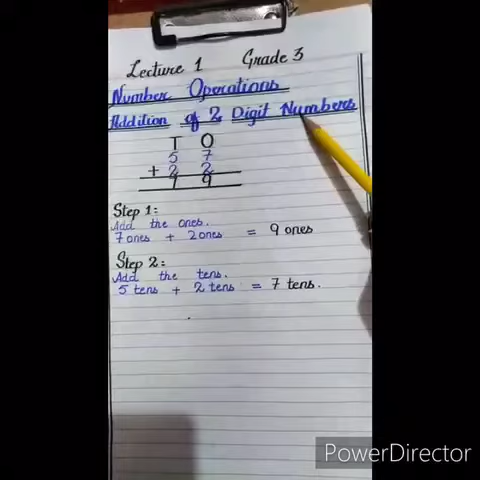 Lecture 1 Grade 3
Number Operations
Addition of 2 Digit Numbers
T O
5 7
+ 2 2
7 9
Step 1:
Add the ones.
7 ones + 2 ones = 9 ones
Step 2:
Add the tens.
5 tens + 2 tens = 7 tens.
PowerDirector